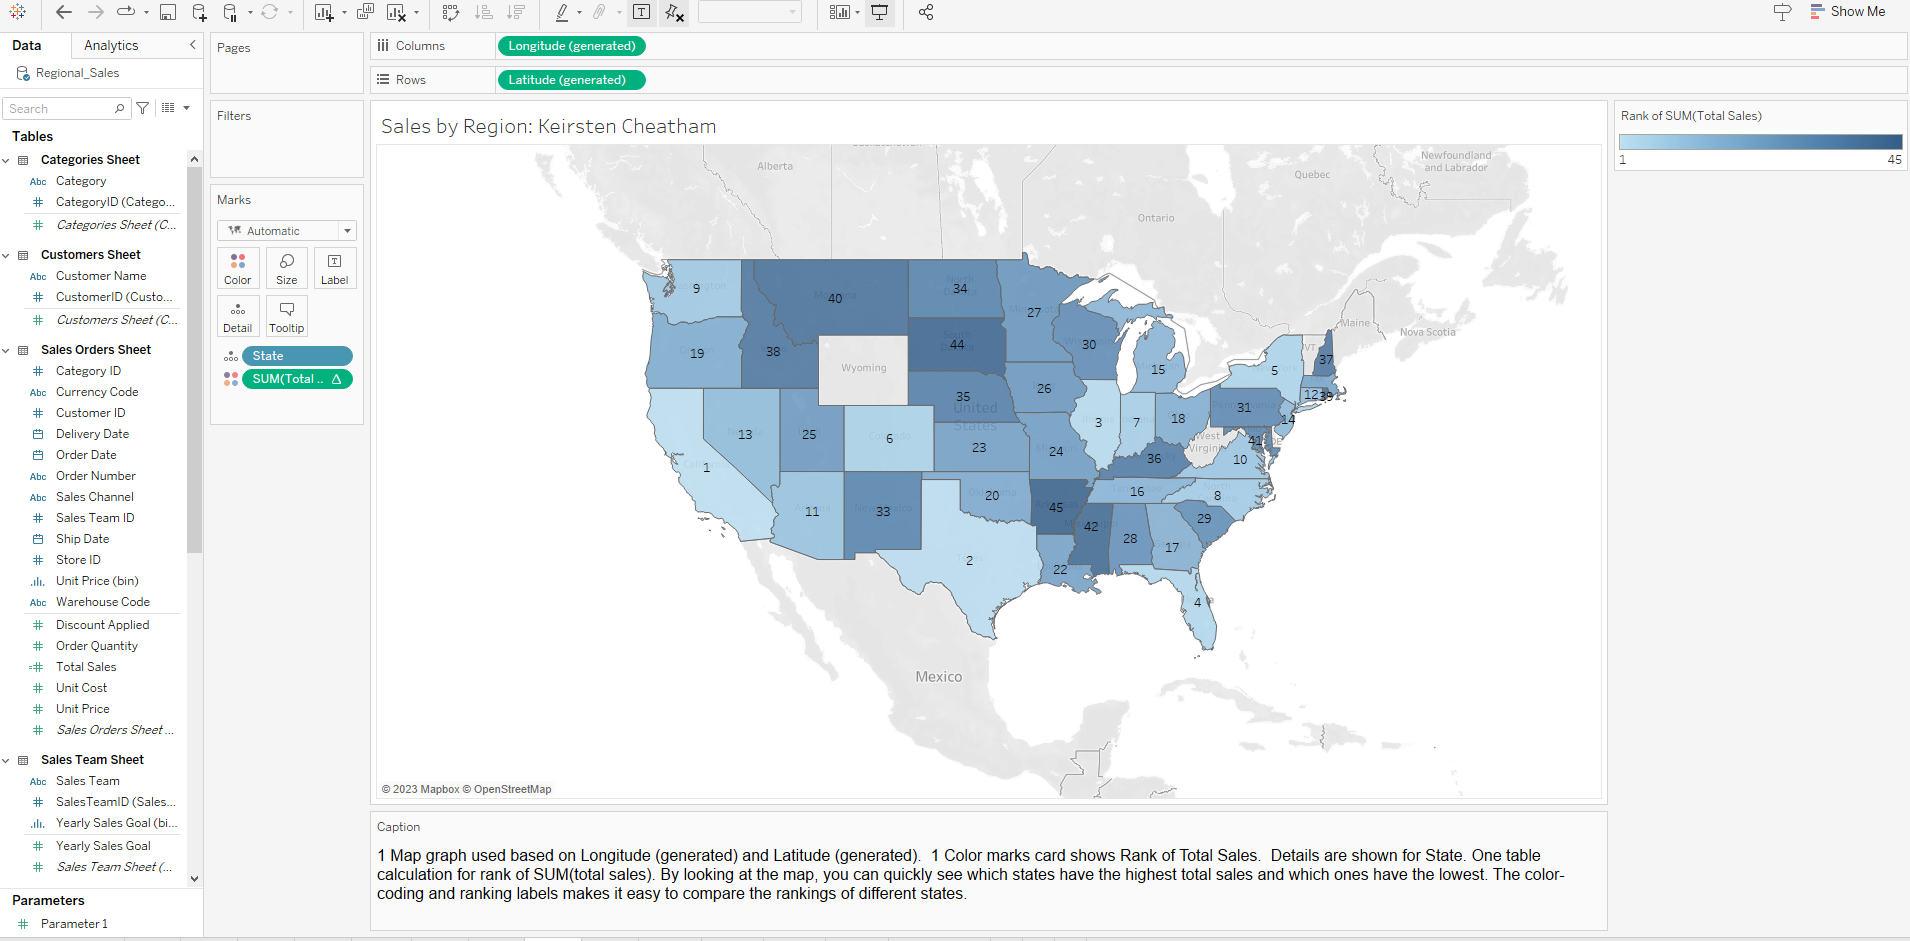 Show Me
Data
Analytics
Regional_Sales
Search
Tables
Categories Sheet
Abc Category
CategoryID (Catego...
Categories Sheet (C...
Customers Sheet
Abc Customer Name
CustomerID (Custo...
Customers Sheet (C...
Sales Orders Sheet
Category ID
Abc Currency Code
Customer ID
Delivery Date
Order Date
Abc Order Number
Abc Sales Channel
Abc Sales Team ID
Ship Date
Store ID
Unit Price (bin)
Abc Warehouse Code
Discount Applied
Order Quantity
Total Sales
Unit Cost
Unit Price
Sales Orders Sheet ...
Sales Team Sheet
Abc Sales Team
SalesTeamID (Sales...
Yearly Sales Goal (bi...
Yearly Sales Goal
Sales Team Sheet (...
Parameters
Parameter 1
Pages
Filters
Marks
Automatic
Color
Size
Label
Detail
Tooltip
State
SUM(Total ..
Columns
Longitude (generated)
Rows
Latitude (generated)
Sales by Region: Keirsten Cheatham
Alberta
Ontario
Quebec
Newfoundland
and Labrador
Nova Scotia
Maine
VT
Wyoming
United
States
West
Virginia
DE
Mexico
9
40
34
27
19
38
44
30
15
5
37
35
26
12
39
31
14
3
7
18
13
25
6
23
24
41
10
1
36
11
33
20
45
16
8
42
28
29
17
2
22
4
© 2023 Mapbox © OpenStreetMap
Rank of SUM(Total Sales)
1
45
Caption
1 Map graph used based on Longitude (generated) and Latitude (generated).  1 Color marks card shows Rank of Total Sales.  Details are shown for State. One table
calculation for rank of SUM(total sales). By looking at the map, you can quickly see which states have the highest total sales and which ones have the lowest. The color-
coding and ranking labels makes it easy to compare the rankings of different states.